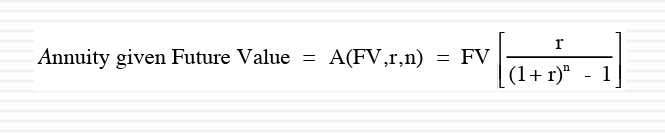 Annuity given Future Value = A(FV,r,n) = FV [ r / (1+ r)ⁿ - 1 ]